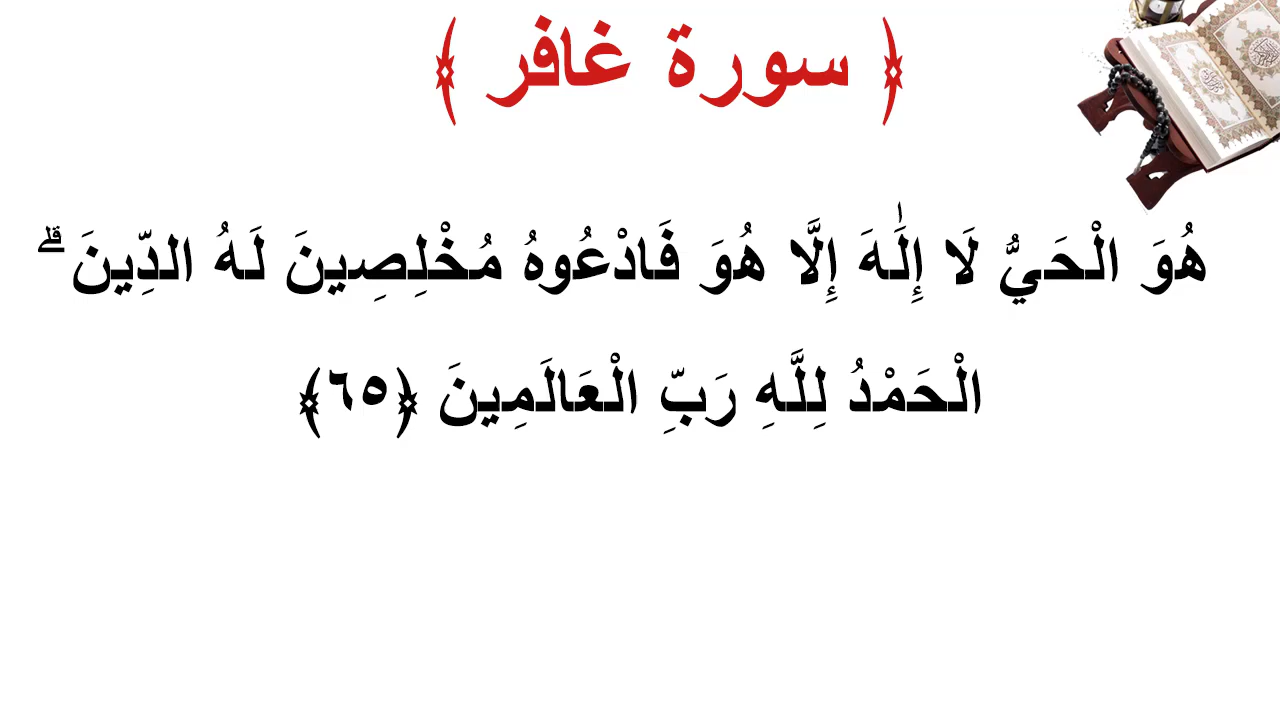 ﴿ سورة غافر ﴾
هُوَ الْحَيُّ لَا إِلَٰهَ إِلَّا هُوَ فَادْعُوهُ مُخْلِصِينَ لَهُ الدِّينَ ۗ
الْحَمْدُ لِلَّهِ رَبِّ الْعَالَمِينَ ﴿٦٥﴾